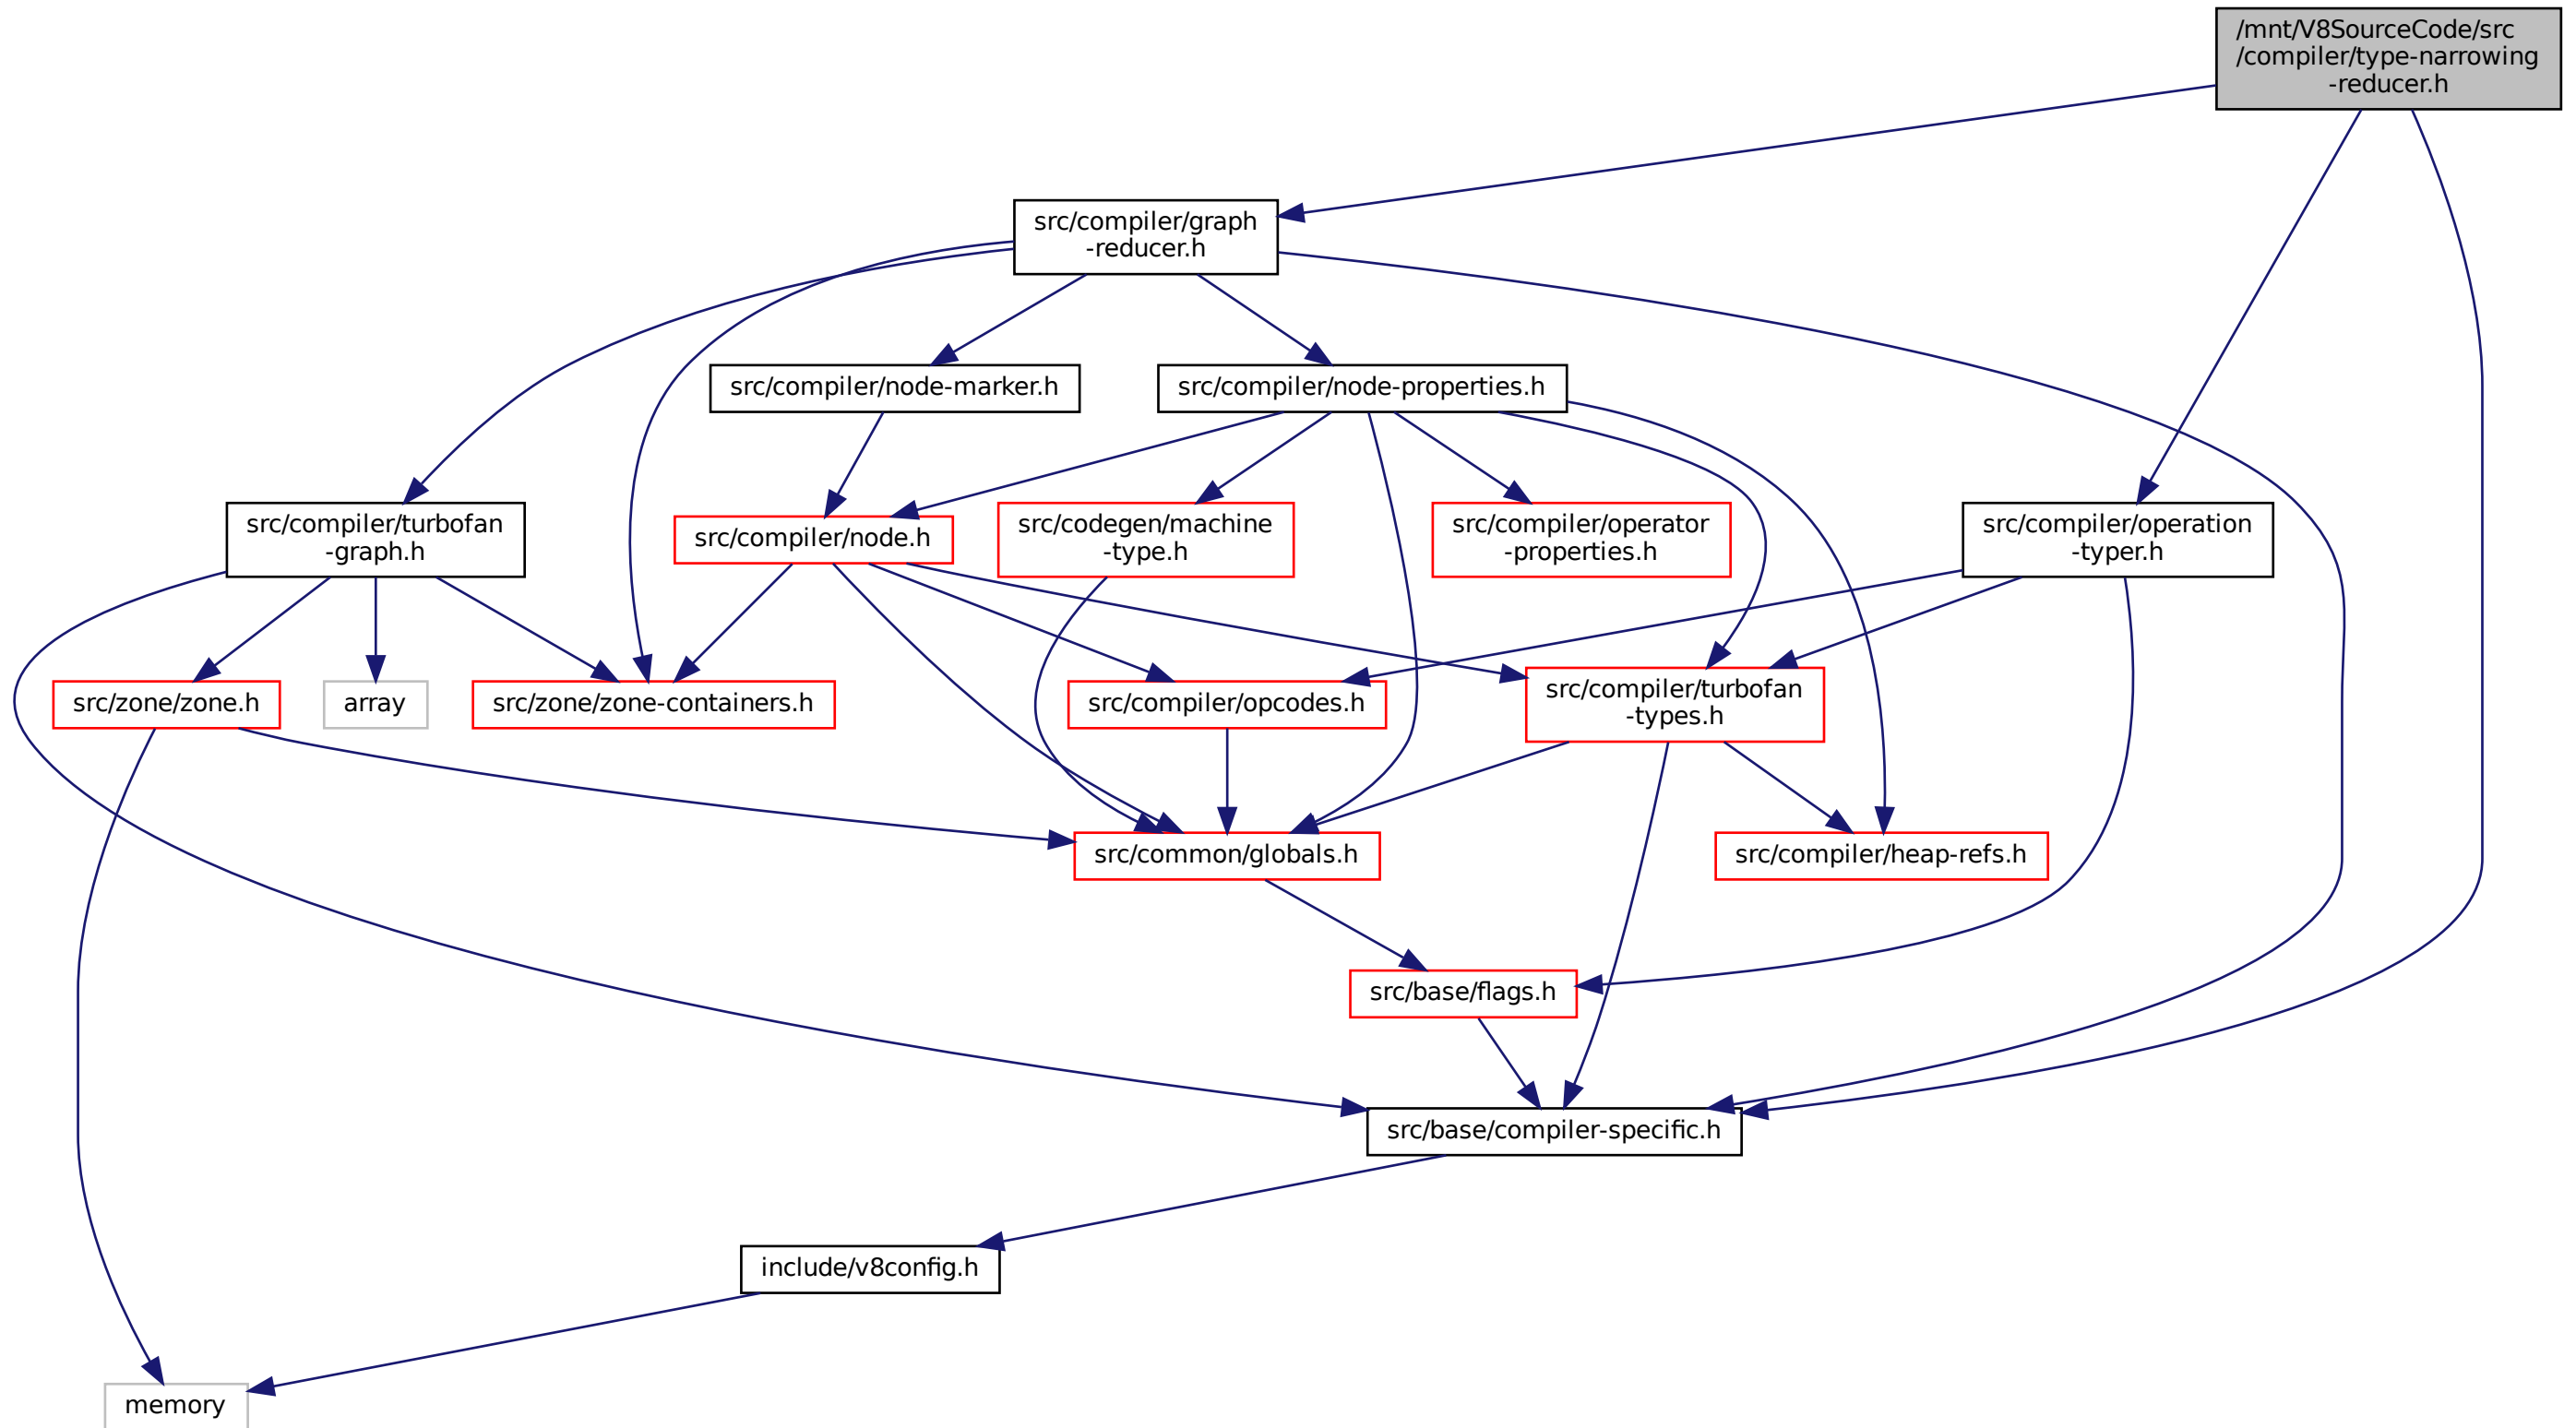 /mnt/V8SourceCode/src
/compiler/type-narrowing
-reducer.h
src/compiler/graph
-reducer.h
src/compiler/node-marker.h
src/compiler/node-properties.h
src/compiler/turbofan
-graph.h
src/compiler/node.h
src/codegen/machine
-type.h
src/compiler/operator
-properties.h
src/compiler/operation
-typer.h
src/zone/zone.h
array
src/zone/zone-containers.h
src/compiler/opcodes.h
src/compiler/turbofan
-types.h
src/common/globals.h
src/compiler/heap-refs.h
src/base/flags.h
src/base/compiler-specific.h
include/v8config.h
memory